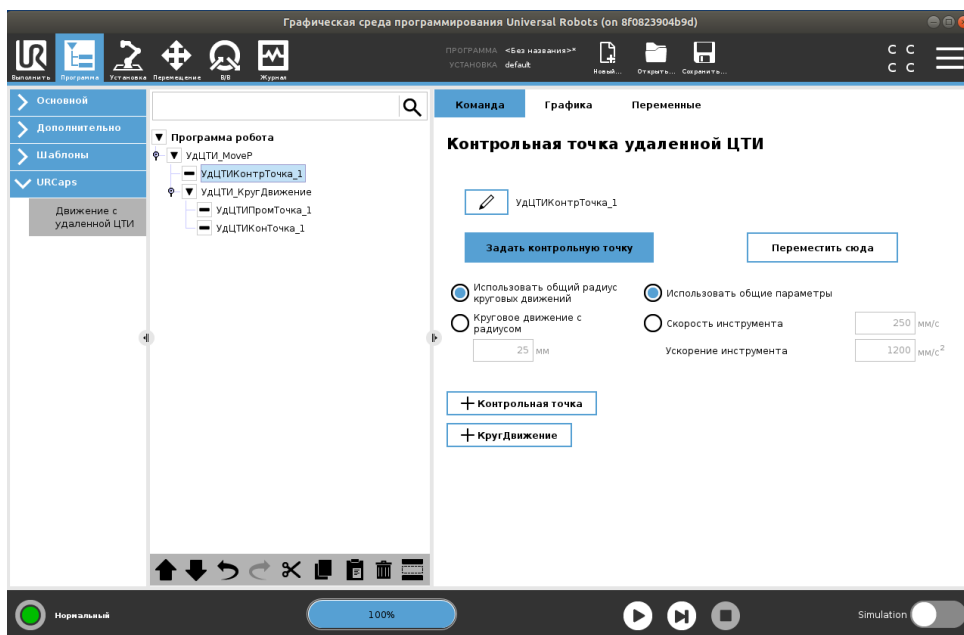 Графическая среда программирования Universal Robots (on 8f0823904b9d)
Выполнить
Программа
Установка
Перемещение
В/В
Журнал
ПРОГРАММА <Без названия>*
УСТАНОВКА default
Новый...
Открыть...
Сохранить...
C C
C C
Основной
Дополнительно
Шаблоны
URCaps
Движение с
удаленной ЦТИ
Программа робота
УдЦТИ_MoveP
УдЦТИКонтрТочка_1
УдЦТИ_КругДвижение
УдЦТИПромТочка_1
УдЦТИКонТочка_1
Команда
Графика
Переменные
Контрольная точка удаленной ЦТИ
УдЦТИКонтрТочка_1
Задать контрольную точку
Переместить сюда
Использовать общий радиус
круговых движений
Использовать общие параметры
Круговое движение с
радиусом
25 мм
Скорость инструмента 250 мм/с
Ускорение инструмента 1200 мм/с²
Контрольная точка
КругДвижение
Нормальный
100%
Simulation